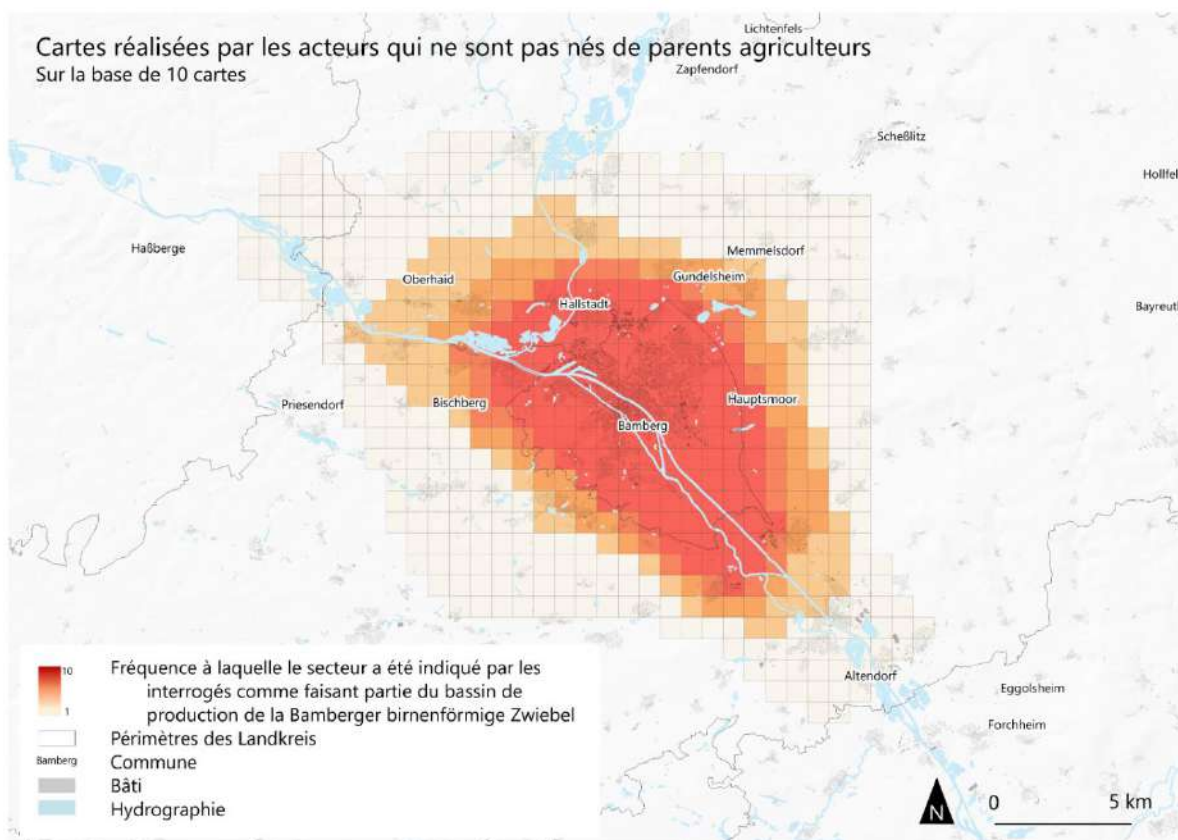 Cartes réalisées par les acteurs qui ne sont pas nés de parents agriculteurs
Sur la base de 10 cartes
Lichtenfels
Zapfendorf
Scheßlitz
Hollfel
Haßberge
Memmelsdorf
Oberhaid
Gundelsheim
Hallstadt
Bayreuth
Priesendorf
Bischberg
Hauptsmoor
Bamberg
Altendorf
Eggolsheim
Forchheim
10
1
Fréquence à laquelle le secteur a été indiqué par les
interrogés comme faisant partie du bassin de
production de la Bamberger birnenförmige Zwiebel
Périmètres des Landkreis
Bamberg Commune
Bâti
Hydrographie
N
0 5 km